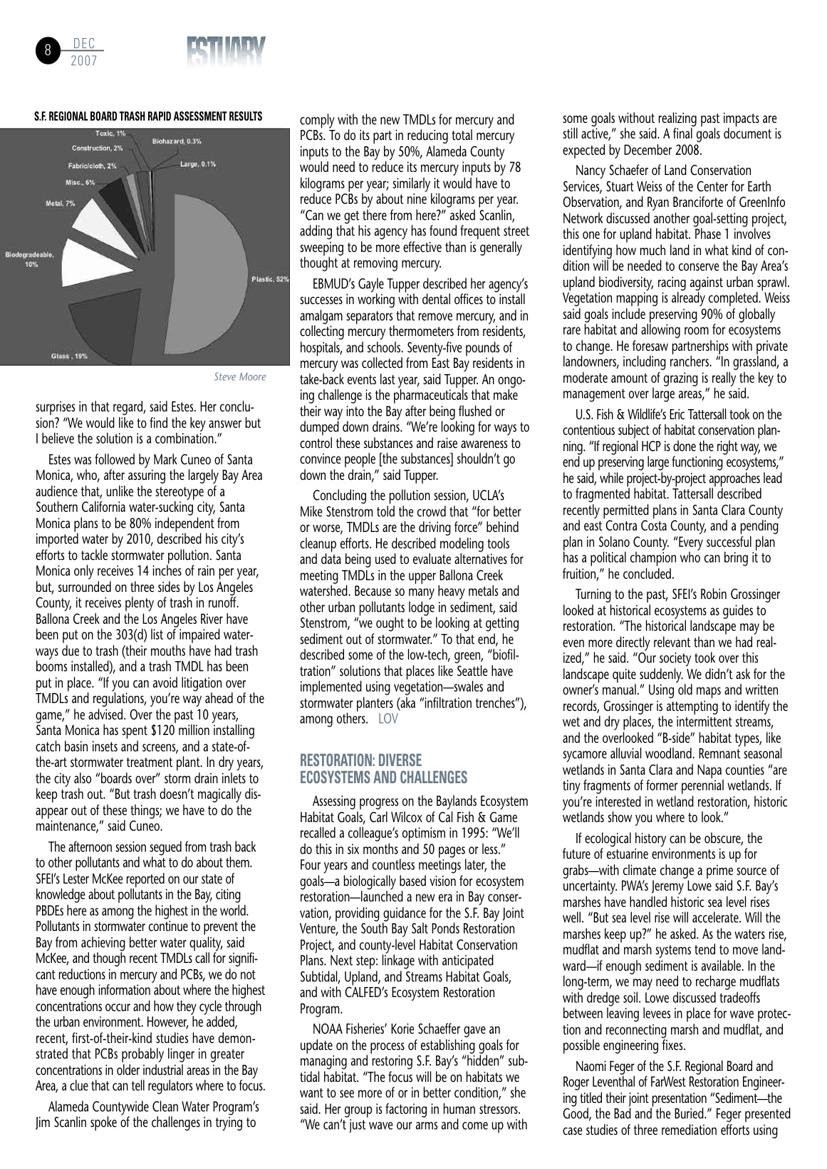 8
DEC
2007
ESTUARY
S.F. REGIONAL BOARD TRASH RAPID ASSESSMENT RESULTS
Toxic, 1%
Biohazard, 0.3%
Construction, 2%
Fabric/cloth, 2%
Large, 0.1%
Misc., 6%
Metal, 7%
Biodegradeable,
10%
Plastic, 52%
Glass , 19%
Steve Moore
surprises in that regard, said Estes. Her conclu-
sion? “We would like to find the key answer but
I believe the solution is a combination.”
Estes was followed by Mark Cuneo of Santa
Monica, who, after assuring the largely Bay Area
audience that, unlike the stereotype of a
Southern California water-sucking city, Santa
Monica plans to be 80% independent from
imported water by 2010, described his city’s
efforts to tackle stormwater pollution. Santa
Monica only receives 14 inches of rain per year,
but, surrounded on three sides by Los Angeles
County, it receives plenty of trash in runoff.
Ballona Creek and the Los Angeles River have
been put on the 303(d) list of impaired water-
ways due to trash (their mouths have had trash
booms installed), and a trash TMDL has been
put in place. “If you can avoid litigation over
TMDLs and regulations, you’re way ahead of the
game,” he advised. Over the past 10 years,
Santa Monica has spent $120 million installing
catch basin insets and screens, and a state-of-
the-art stormwater treatment plant. In dry years,
the city also “boards over” storm drain inlets to
keep trash out. “But trash doesn’t magically dis-
appear out of these things; we have to do the
maintenance,” said Cuneo.
The afternoon session segued from trash back
to other pollutants and what to do about them.
SFEI’s Lester McKee reported on our state of
knowledge about pollutants in the Bay, citing
PBDEs here as among the highest in the world.
Pollutants in stormwater continue to prevent the
Bay from achieving better water quality, said
McKee, and though recent TMDLs call for signifi-
cant reductions in mercury and PCBs, we do not
have enough information about where the highest
concentrations occur and how they cycle through
the urban environment. However, he added,
recent, first-of-their-kind studies have demon-
strated that PCBs probably linger in greater
concentrations in older industrial areas in the Bay
Area, a clue that can tell regulators where to focus.
Alameda Countywide Clean Water Program’s
Jim Scanlin spoke of the challenges in trying to
comply with the new TMDLs for mercury and
PCBs. To do its part in reducing total mercury
inputs to the Bay by 50%, Alameda County
would need to reduce its mercury inputs by 78
kilograms per year; similarly it would have to
reduce PCBs by about nine kilograms per year.
“Can we get there from here?” asked Scanlin,
adding that his agency has found frequent street
sweeping to be more effective than is generally
thought at removing mercury.
EBMUD’s Gayle Tupper described her agency’s
successes in working with dental offices to install
amalgam separators that remove mercury, and in
collecting mercury thermometers from residents,
hospitals, and schools. Seventy-five pounds of
mercury was collected from East Bay residents in
take-back events last year, said Tupper. An ongo-
ing challenge is the pharmaceuticals that make
their way into the Bay after being flushed or
dumped down drains. “We’re looking for ways to
control these substances and raise awareness to
convince people [the substances] shouldn’t go
down the drain,” said Tupper.
Concluding the pollution session, UCLA’s
Mike Stenstrom told the crowd that “for better
or worse, TMDLs are the driving force” behind
cleanup efforts. He described modeling tools
and data being used to evaluate alternatives for
meeting TMDLs in the upper Ballona Creek
watershed. Because so many heavy metals and
other urban pollutants lodge in sediment, said
Stenstrom, “we ought to be looking at getting
sediment out of stormwater.” To that end, he
described some of the low-tech, green, “biofil-
tration” solutions that places like Seattle have
implemented using vegetation—swales and
stormwater planters (aka “infiltration trenches”),
among others. LOV
RESTORATION: DIVERSE
ECOSYSTEMS AND CHALLENGES
Assessing progress on the Baylands Ecosystem
Habitat Goals, Carl Wilcox of Cal Fish & Game
recalled a colleague’s optimism in 1995: “We’ll
do this in six months and 50 pages or less.”
Four years and countless meetings later, the
goals—a biologically based vision for ecosystem
restoration—launched a new era in Bay conser-
vation, providing guidance for the S.F. Bay Joint
Venture, the South Bay Salt Ponds Restoration
Project, and county-level Habitat Conservation
Plans. Next step: linkage with anticipated
Subtidal, Upland, and Streams Habitat Goals,
and with CALFED’s Ecosystem Restoration
Program.
NOAA Fisheries’ Korie Schaeffer gave an
update on the process of establishing goals for
managing and restoring S.F. Bay’s “hidden” sub-
tidal habitat. “The focus will be on habitats we
want to see more of or in better condition,” she
said. Her group is factoring in human stressors.
“We can’t just wave our arms and come up with
some goals without realizing past impacts are
still active,” she said. A final goals document is
expected by December 2008.
Nancy Schaefer of Land Conservation
Services, Stuart Weiss of the Center for Earth
Observation, and Ryan Branciforte of GreenInfo
Network discussed another goal-setting project,
this one for upland habitat. Phase 1 involves
identifying how much land in what kind of con-
dition will be needed to conserve the Bay Area’s
upland biodiversity, racing against urban sprawl.
Vegetation mapping is already completed. Weiss
said goals include preserving 90% of globally
rare habitat and allowing room for ecosystems
to change. He foresaw partnerships with private
landowners, including ranchers. “In grassland, a
moderate amount of grazing is really the key to
management over large areas,” he said.
U.S. Fish & Wildlife’s Eric Tattersall took on the
contentious subject of habitat conservation plan-
ning. “If regional HCP is done the right way, we
end up preserving large functioning ecosystems,”
he said, while project-by-project approaches lead
to fragmented habitat. Tattersall described
recently permitted plans in Santa Clara County
and east Contra Costa County, and a pending
plan in Solano County. “Every successful plan
has a political champion who can bring it to
fruition,” he concluded.
Turning to the past, SFEI’s Robin Grossinger
looked at historical ecosystems as guides to
restoration. “The historical landscape may be
even more directly relevant than we had real-
ized,” he said. “Our society took over this
landscape quite suddenly. We didn’t ask for the
owner’s manual.” Using old maps and written
records, Grossinger is attempting to identify the
wet and dry places, the intermittent streams,
and the overlooked “B-side” habitat types, like
sycamore alluvial woodland. Remnant seasonal
wetlands in Santa Clara and Napa counties “are
tiny fragments of former perennial wetlands. If
you’re interested in wetland restoration, historic
wetlands show you where to look.”
If ecological history can be obscure, the
future of estuarine environments is up for
grabs—with climate change a prime source of
uncertainty. PWA’s Jeremy Lowe said S.F. Bay’s
marshes have handled historic sea level rises
well. “But sea level rise will accelerate. Will the
marshes keep up?” he asked. As the waters rise,
mudflat and marsh systems tend to move land-
ward—if enough sediment is available. In the
long-term, we may need to recharge mudflats
with dredge soil. Lowe discussed tradeoffs
between leaving levees in place for wave protec-
tion and reconnecting marsh and mudflat, and
possible engineering fixes.
Naomi Feger of the S.F. Regional Board and
Roger Leventhal of FarWest Restoration Engineer-
ing titled their joint presentation “Sediment—the
Good, the Bad and the Buried.” Feger presented
case studies of three remediation efforts using